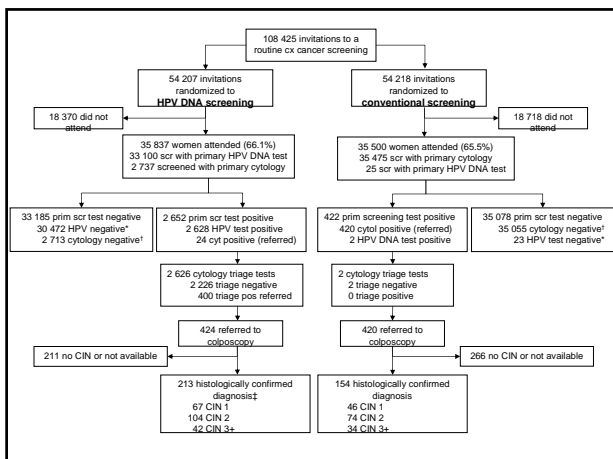 108 425 invitations to a
routine cx cancer screening
54 207 invitations
randomized to
HPV DNA screening
54 218 invitations
randomized to
conventional screening
18 370 did not
attend
18 718 did not
attend
35 837 women attended (66.1%)
33 100 scr with primary HPV DNA test
2 737 screened with primary cytology
35 500 women attended (65.5%)
35 475 scr with primary cytology
25 scr with primary HPV DNA test
33 185 prim scr test negative
30 472 HPV negative*
2 713 cytology negative†
2 652 prim scr test positive
2 628 HPV test positive
24 cyt positive (referred)
422 prim screening test positive
420 cytol positive (referred)
2 HPV DNA test positive
35 078 prim scr test negative
35 055 cytology negative†
23 HPV test negative*
2 626 cytology triage tests
2 226 triage negative
400 triage pos referred
2 cytology triage tests
2 triage negative
0 triage positive
424 referred to
colposcopy
420 referred to
colposcopy
211 no CIN or not available
266 no CIN or not available
213 histologically confirmed
diagnosis‡
67 CIN 1
104 CIN 2
42 CIN 3+
154 histologically confirmed
diagnosis
46 CIN 1
74 CIN 2
34 CIN 3+